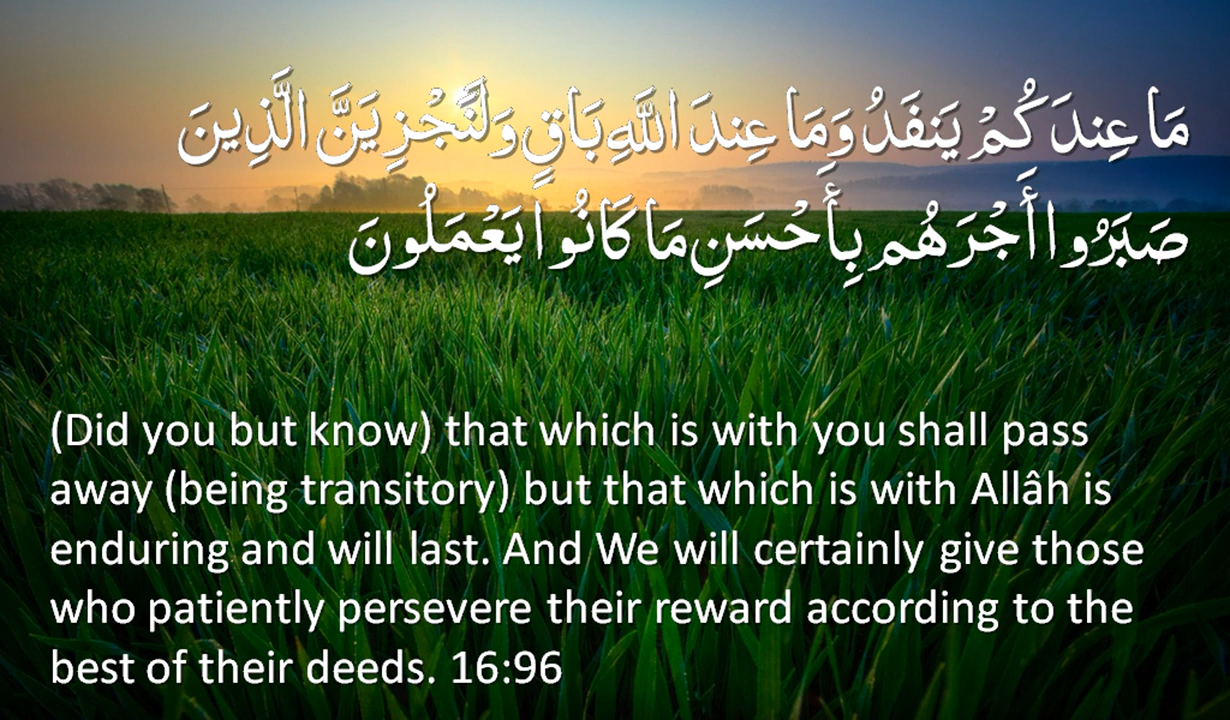 مَا عِندَكُمْ يَنفَدُ وَمَا عِندَ اللَّهِ بَاقٍ وَلَنَجْزِيَنَّ الَّذِينَ
صَبَرُوا أَجْرَهُم بِأَحْسَنِ مَا كَانُوا يَعْمَلُونَ
(Did you but know) that which is with you shall pass
away (being transitory) but that which is with Allâh is
enduring and will last. And We will certainly give those
who patiently persevere their reward according to the
best of their deeds. 16:96